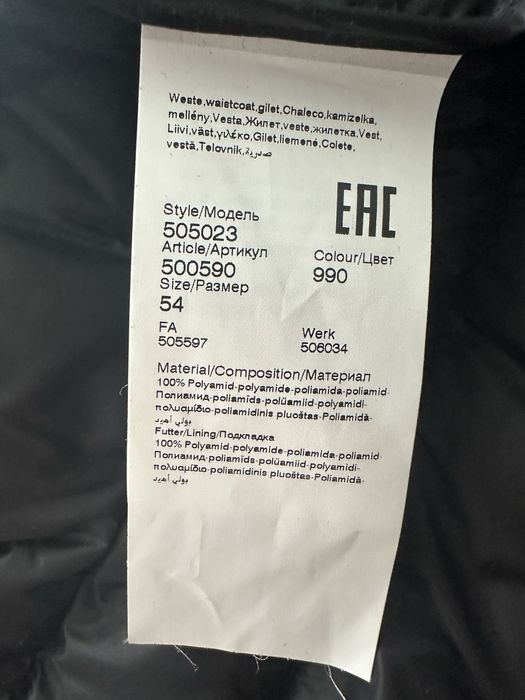 Weste,waistcoat,gilet,Chaleco,kamizelka,
mellény,Vesta,Жилет,veste,жилетка,Vest,
Liivi,väst,γιλέκο,Gilet,liemenė,Colete,
vestă,Telovnik,صدرية
EAC
Style/Модель
505023
Article/Артикул
500590
Colour/Цвет
990
Size/Размер
54
FA
505597
Werk
506034
Material/Composition/Материал
100% Polyamid-polyamide-poliamida-poliamid-
Полиамид-poliamīds-polüamiid-polyamidi-
πολυαμίδιο-poliamidinis pluoštas-Poliamidă-
بولي أميد
Futter/Lining/Подкладка
100% Polyamid-polyamide-poliamida-poliamid-
Полиамид-poliamīds-polüamiid-polyamidi-
πολυαμίδιο-poliamidinis pluoštas-Poliamidă-
بولي أميد